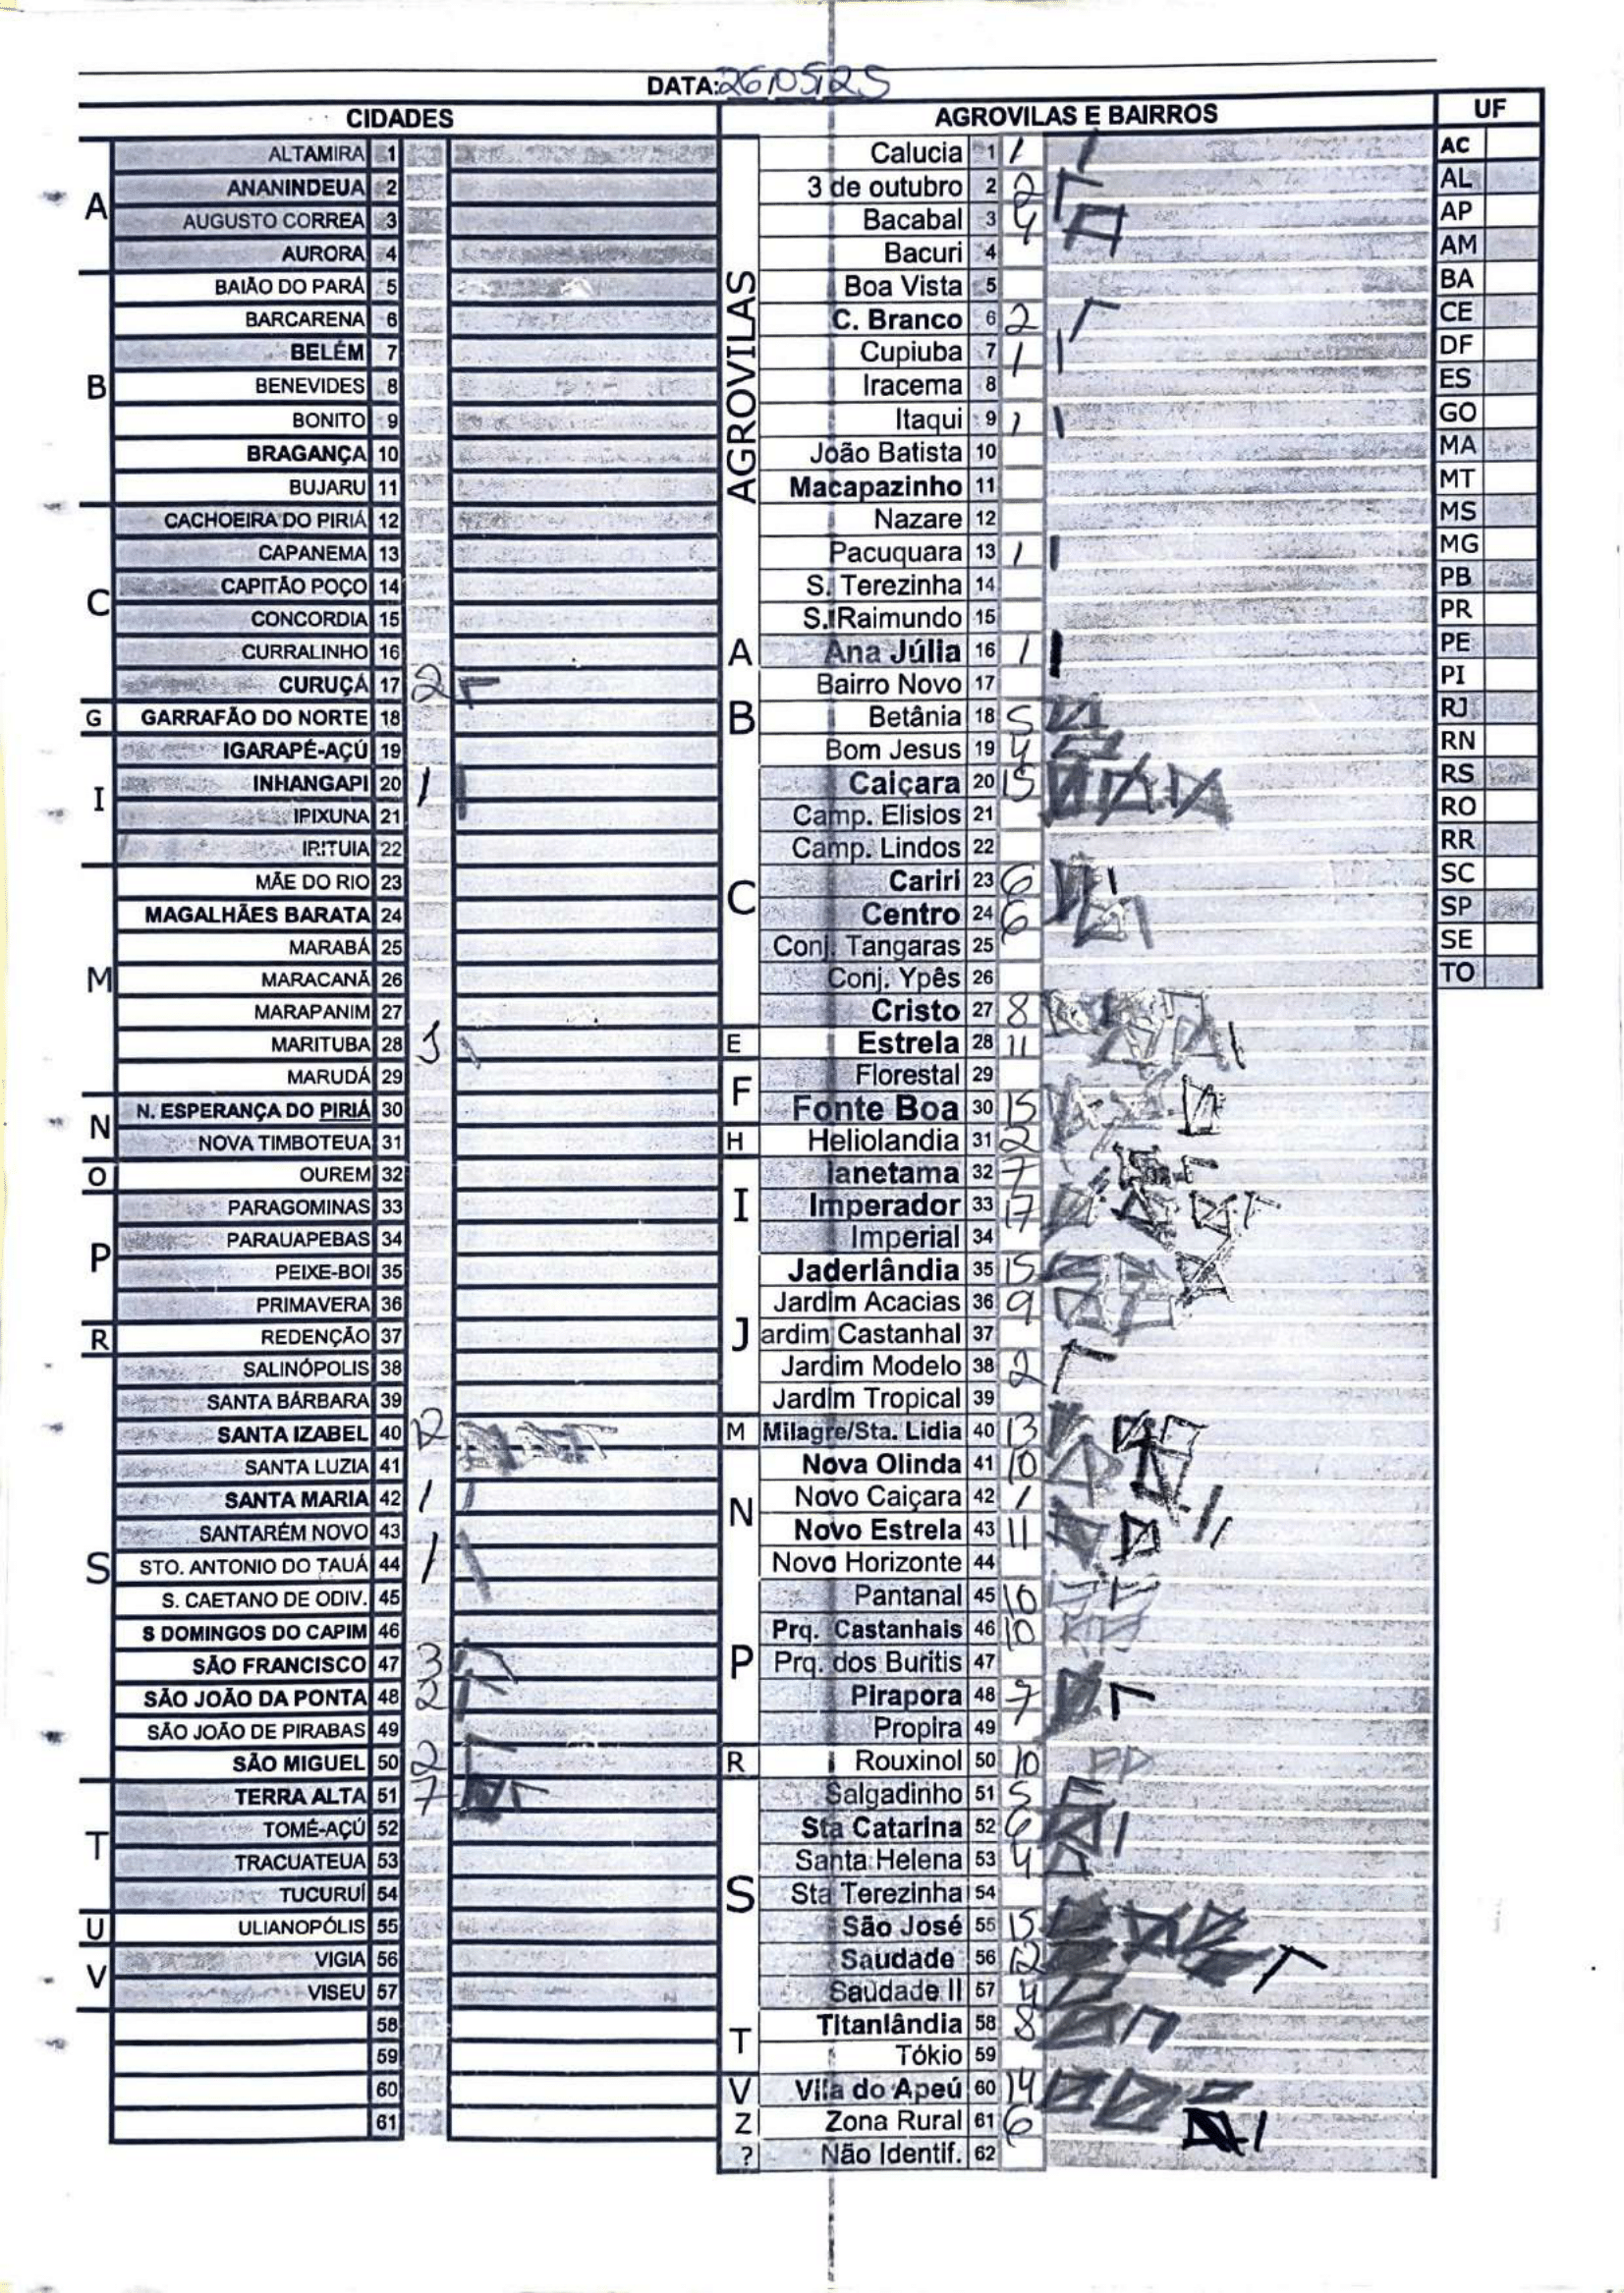 DATA: 26/05/25
CIDADES
A
ALTAMIRA 1
ANANINDEUA 2
AUGUSTO CORREA 3
AURORA 4
B
BAIÃO DO PARÁ 5
BARCARENA 6
BELÉM 7
BENEVIDES 8
BONITO 9
BRAGANÇA 10
BUJARU 11
C
CACHOEIRA DO PIRIÁ 12
CAPANEMA 13
CAPITÃO POÇO 14
CONCORDIA 15
CURRALINHO 16
CURUÇÁ 17 2
G
GARRAFÃO DO NORTE 18
I
IGARAPÉ-AÇÚ 19
INHANGAPI 20 1
IPIXUNA 21
IRITUIA 22
M
MÃE DO RIO 23
MAGALHÃES BARATA 24
MARABÁ 25
MARACANÃ 26
MARAPANIM 27
MARITUBA 28 1
MARUDÁ 29
N
N. ESPERANÇA DO PIRIÁ 30
NOVA TIMBOTEUA 31
O
OUREM 32
P
PARAGOMINAS 33
PARAUAPEBAS 34
PEIXE-BOI 35
PRIMAVERA 36
R
REDENÇÃO 37
S
SALINÓPOLIS 38
SANTA BÁRBARA 39
SANTA IZABEL 40 12
SANTA LUZIA 41
SANTA MARIA 42 1
SANTARÉM NOVO 43
STO. ANTONIO DO TAUÁ 44 1
S. CAETANO DE ODIV. 45
S DOMINGOS DO CAPIM 46
SÃO FRANCISCO 47 3
SÃO JOÃO DA PONTA 48 2
SÃO JOÃO DE PIRABAS 49
SÃO MIGUEL 50 2
T
TERRA ALTA 51 7
TOMÉ-AÇÚ 52
TRACUATEUA 53
TUCURUÍ 54
U
ULIANOPÓLIS 55
V
VIGIA 56
VISEU 57
58
59
60
61
AGROVILAS E BAIRROS
AGROVILAS
Calucia 1 1
3 de outubro 2 2
Bacabal 3 4
Bacuri 4
Boa Vista 5
C. Branco 6 2
Cupiuba 7 1
Iracema 8
Itaqui 9 1
João Batista 10
Macapazinho 11
Nazare 12
Pacuquara 13 1
S. Terezinha 14
S. Raimundo 15
A
Ana Júlia 16 1
Bairro Novo 17
B
Betânia 18 5
Bom Jesus 19 4
C
Caiçara 20 15
Camp. Elisios 21
Camp. Lindos 22
Cariri 23 6
Centro 24 6
Conj. Tangaras 25
Conj. Ypês 26
Cristo 27 8
E
Estrela 28 11
F
Florestal 29
Fonte Boa 30 15
H
Heliolandia 31 2
I
Ianetama 32 7
Imperador 33 17
Imperial 34
J
Jaderlândia 35 15
Jardim Acacias 36 9
ardim Castanhal 37
Jardim Modelo 38 2
Jardim Tropical 39
M
Milagre/Sta. Lidia 40 13
N
Nova Olinda 41 10
Novo Caiçara 42 1
Novo Estrela 43 11
Novo Horizonte 44
P
Pantanal 45 10
Prq. Castanhais 46 10
Prq. dos Buritis 47
Pirapora 48 7
Propira 49
R
Rouxinol 50 10
S
Salgadinho 51 5
Sta Catarina 52 6
Santa Helena 53 4
Sta Terezinha 54
São José 55 15
Saudade 56 12
Saudade II 57 4
T
Titanlândia 58 8
Tókio 59
V
Vila do Apeú 60 14
Z
Zona Rural 61 6
?
Não Identif. 62
UF
AC
AL
AP
AM
BA
CE
DF
ES
GO
MA
MT
MS
MG
PB
PR
PE
PI
RJ
RN
RS
RO
RR
SC
SP
SE
TO